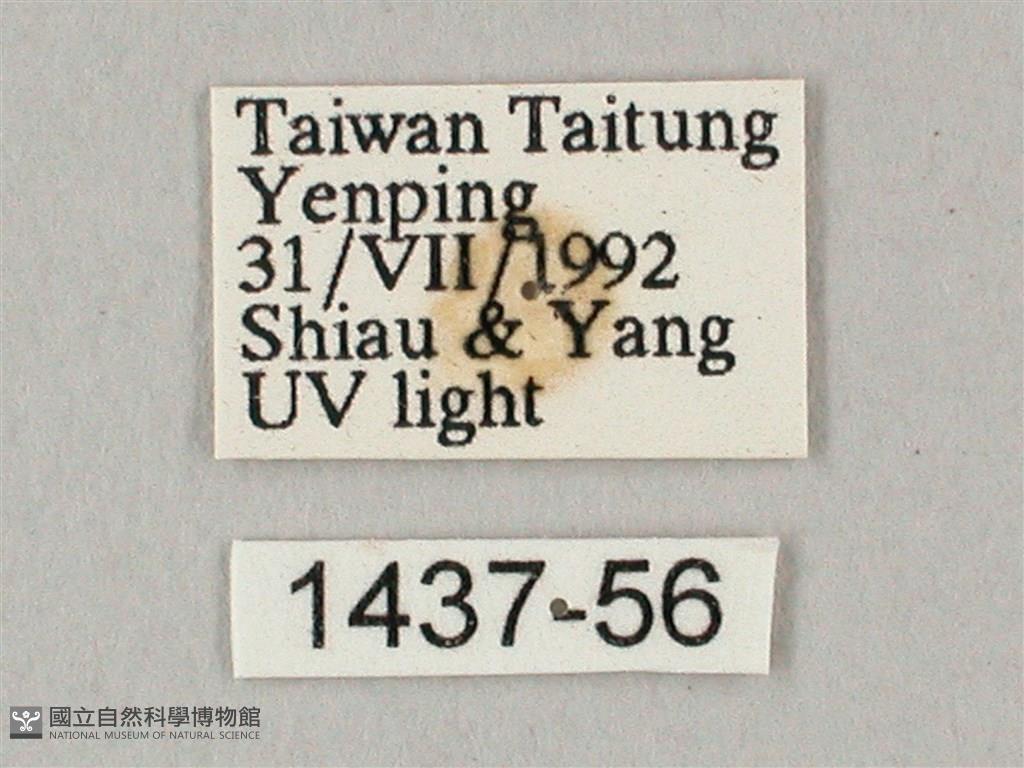 Taiwan Taitung
Yenping
31/VII/1992
Shiau & Yang
UV light
1437-56
國立自然科學博物館
NATIONAL MUSEUM OF NATURAL SCIENCE